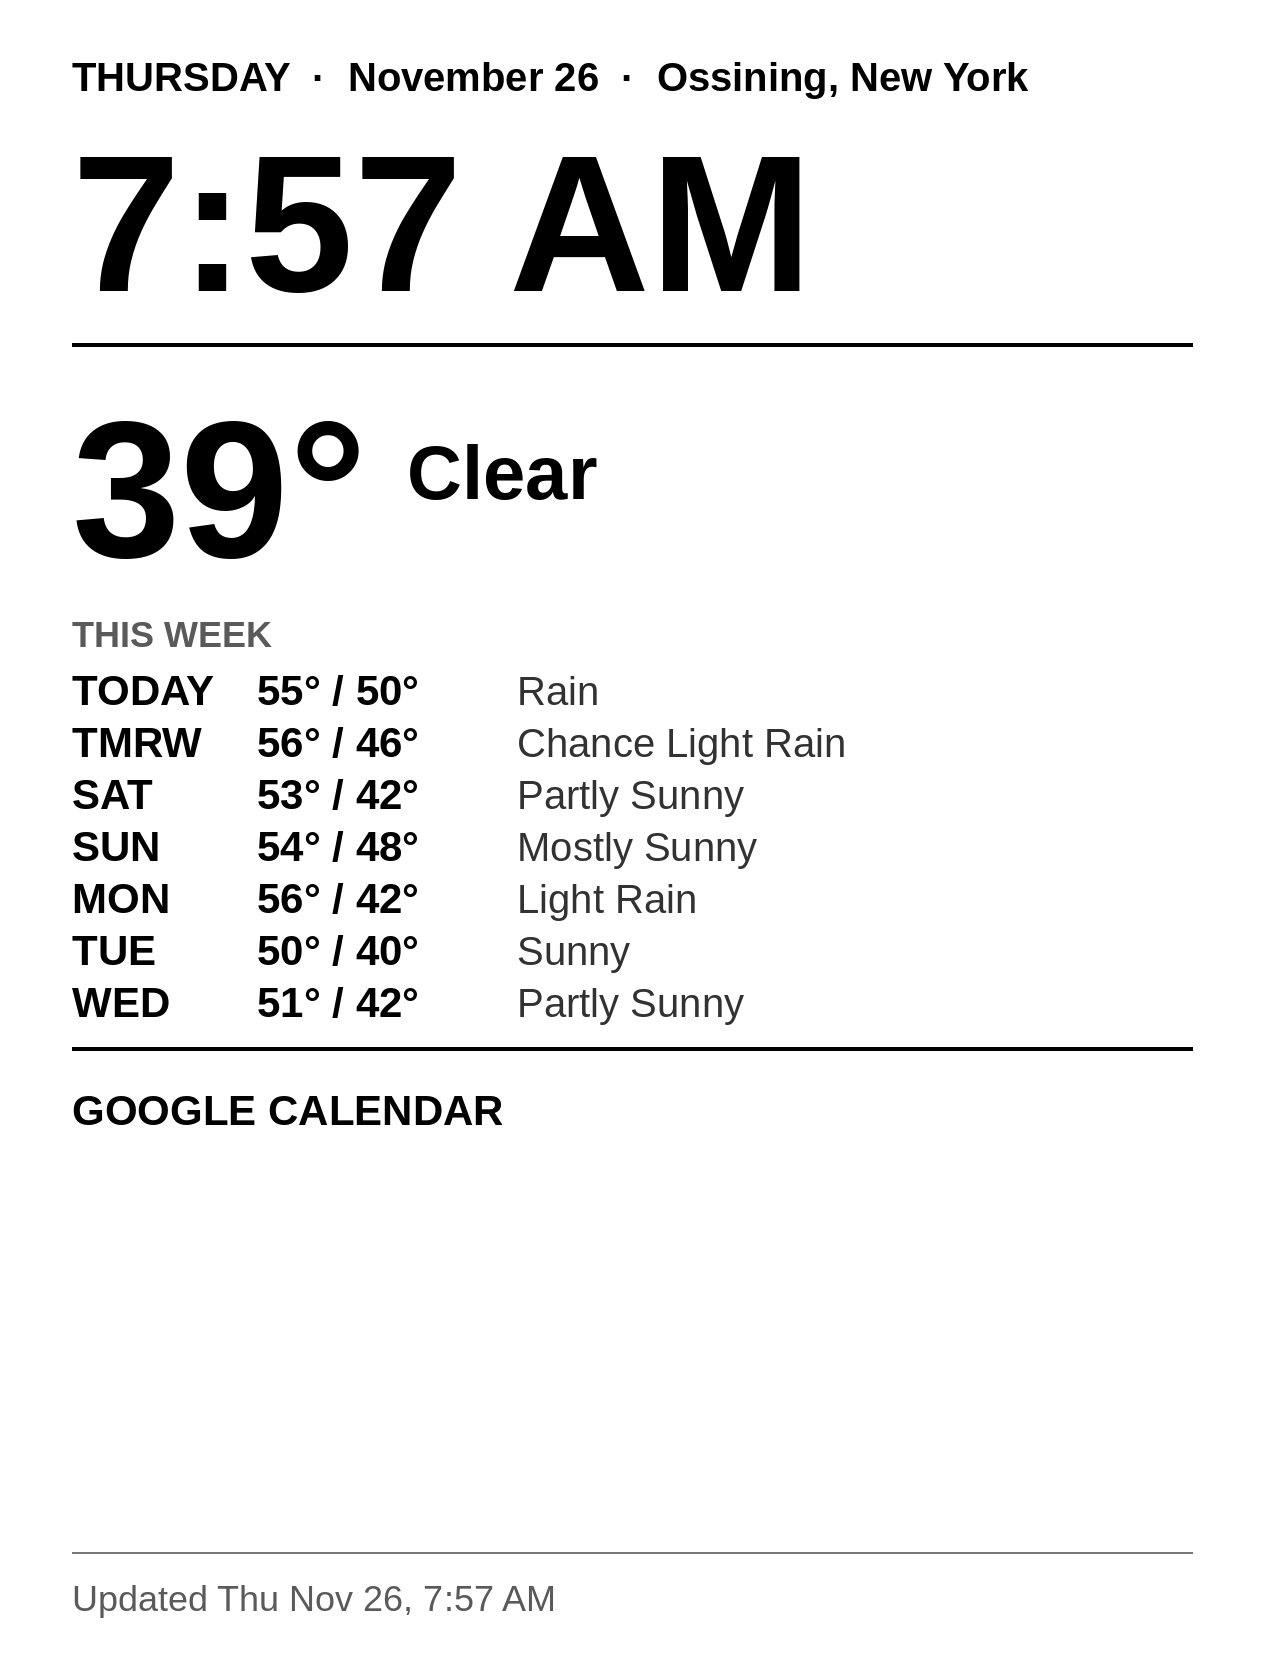 THURSDAY · November 26 · Ossining, New York
7:57 AM
39° Clear
THIS WEEK
TODAY 55° / 50° Rain
TMRW 56° / 46° Chance Light Rain
SAT 53° / 42° Partly Sunny
SUN 54° / 48° Mostly Sunny
MON 56° / 42° Light Rain
TUE 50° / 40° Sunny
WED 51° / 42° Partly Sunny
GOOGLE CALENDAR
Updated Thu Nov 26, 7:57 AM